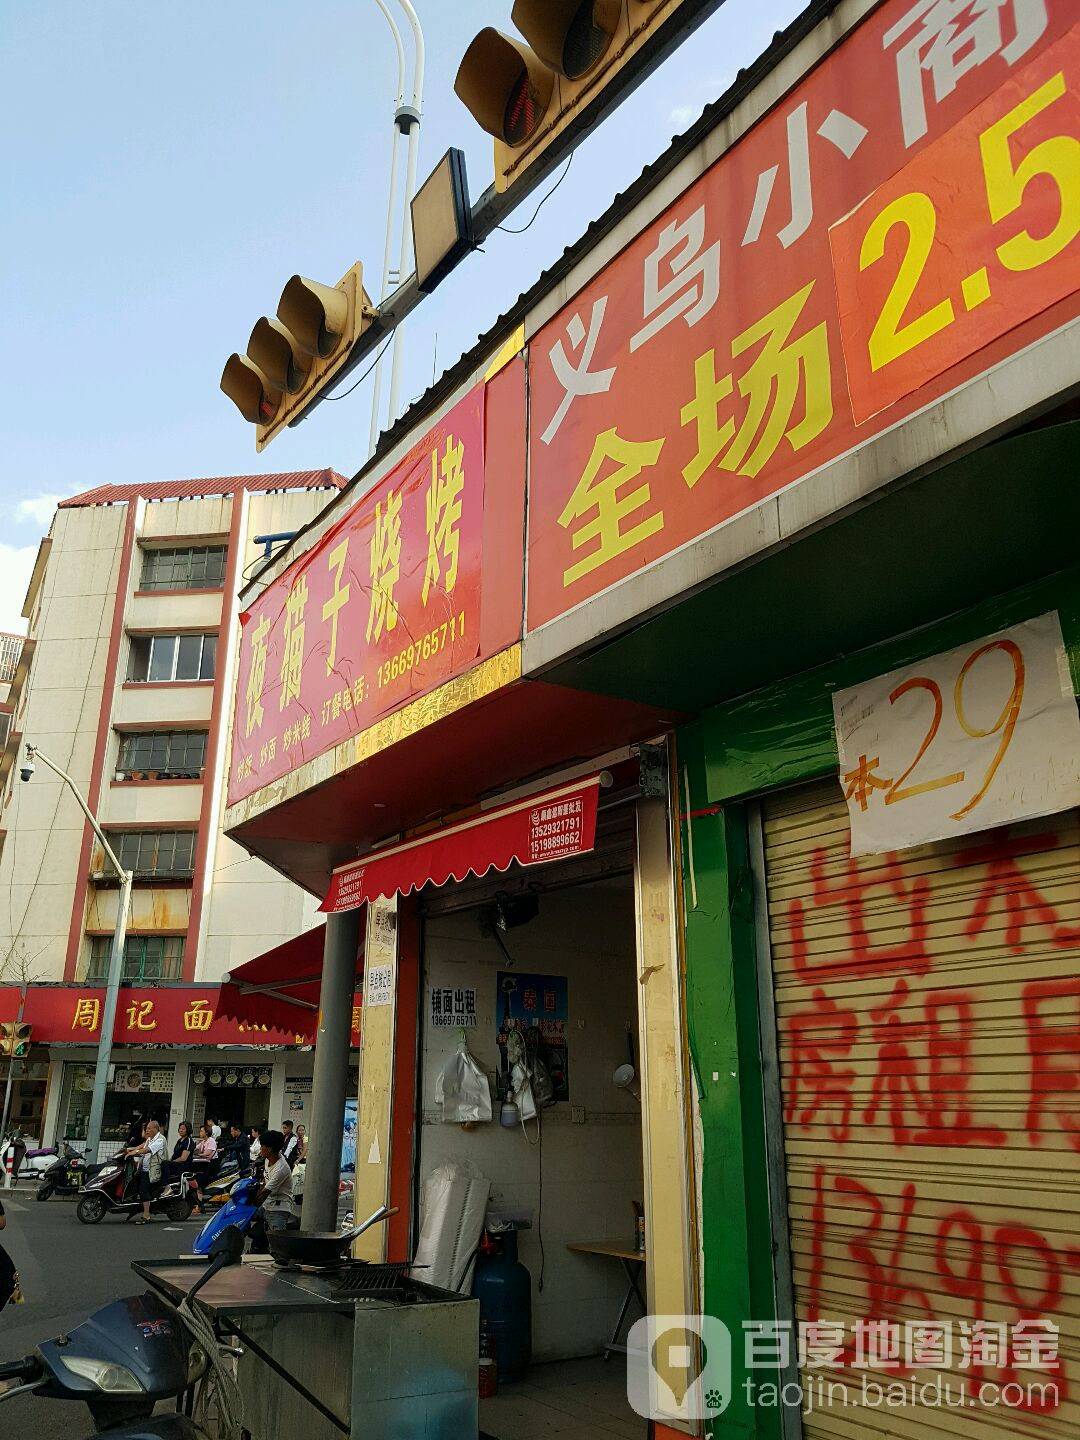 义乌小商
全场2.5
夜猫子烧烤
炒饭 炒面 炒米线 订餐电话：13669765711
本29
13529321791
15198899662
铺面出租
13669765711
周记面
出
房租
1369
百度地图淘金
taojin.baidu.com